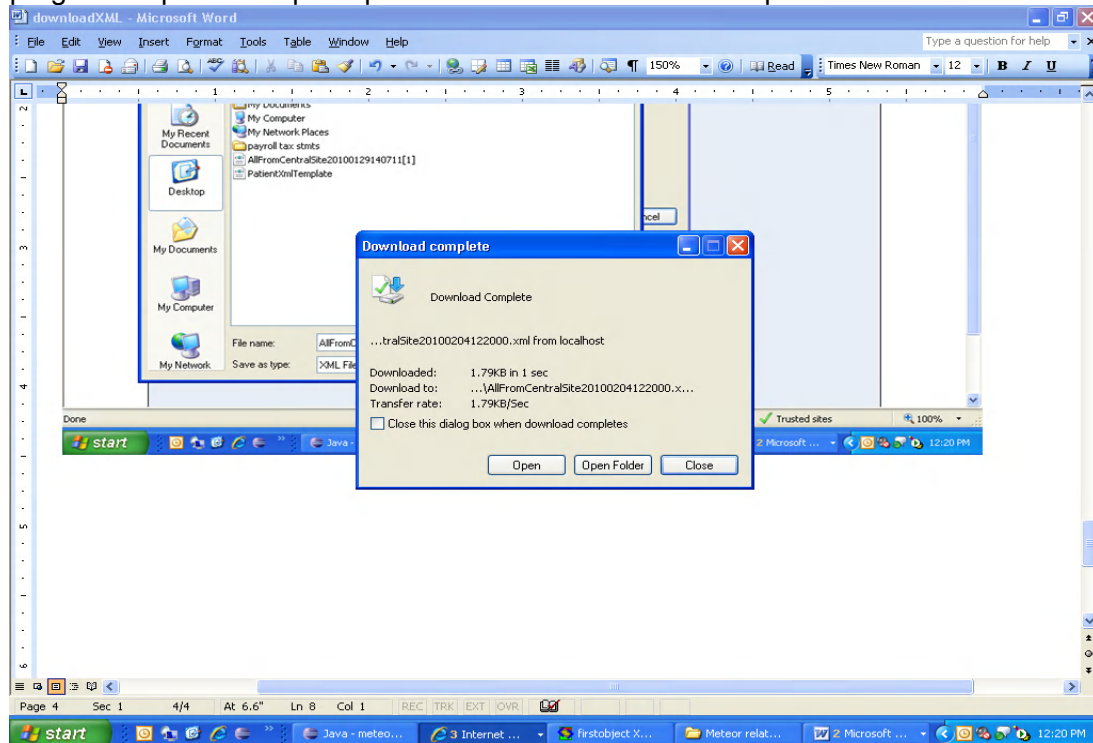 downloadXML - Microsoft Word
File Edit View Insert Format Tools Table Window Help
Type a question for help
150% Read Times New Roman 12 B I U
1 2 3 4 5
My Documents
My Computer
My Recent Documents
My Network Places
payroll tax stmts
AllFromCentralSite20100129140711[1]
PatientXmlTemplate
Desktop
ncel
My Documents
Download complete
Download Complete
My Computer
File name: AllFromC
...tralSite20100204122000.xml from localhost
My Network Save as type: XML File
Downloaded: 1.79KB in 1 sec
Download to: ...\AllFromCentralSite20100204122000.x...
Transfer rate: 1.79KB/Sec
Close this dialog box when download completes
Done Trusted sites 100%
start Java - 2 Microsoft ... 12:20 PM
Open Open Folder Close
Page 4 Sec 1 4/4 At 6.6" Ln 8 Col 1 REC TRK EXT OVR
start Java - meteo... 3 Internet ... firstobject X... Meteor relat... 2 Microsoft ... 12:20 PM